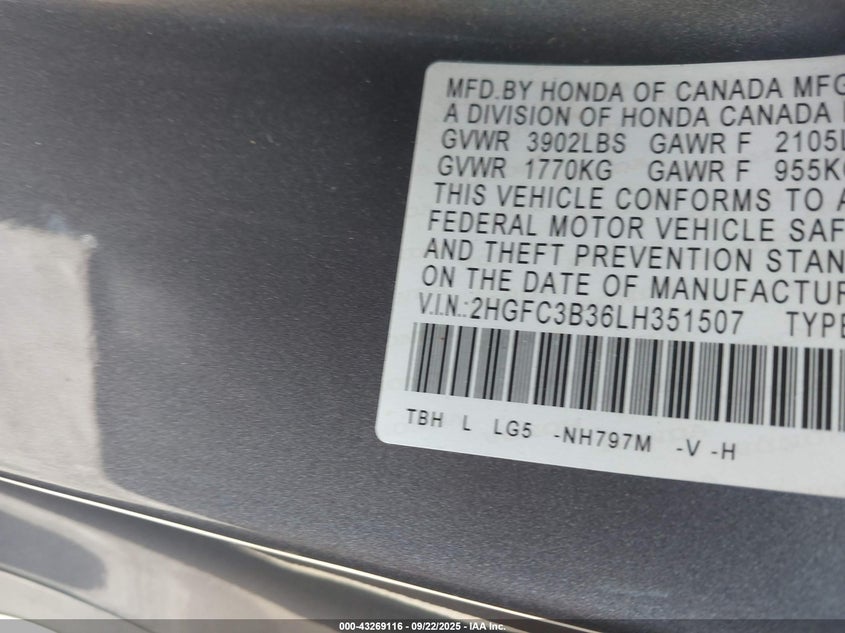 MFD.BY HONDA OF CANADA MFG
A DIVISION OF HONDA CANADA
GVWR 3902LBS GAWR F 2105L
GVWR 1770KG GAWR F 955KG
THIS VEHICLE CONFORMS TO A
FEDERAL MOTOR VEHICLE SAF
AND THEFT PREVENTION STAN
ON THE DATE OF MANUFACTUR
V.I.N.:2HGFC3B36LH351507 TYPE
TBH L LG5 -NH797M -V -H
000-43269116 - 09/22/2025 - IAA Inc.